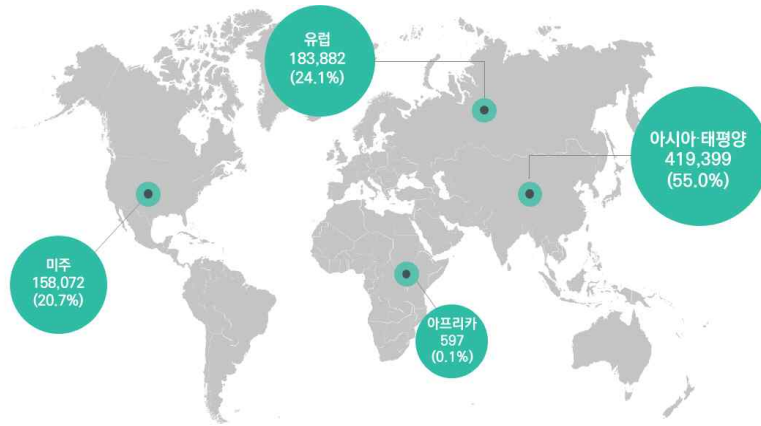 유럽
183,882
(24.1%)
아시아·태평양
419,399
(55.0%)
미주
158,072
(20.7%)
아프리카
597
(0.1%)